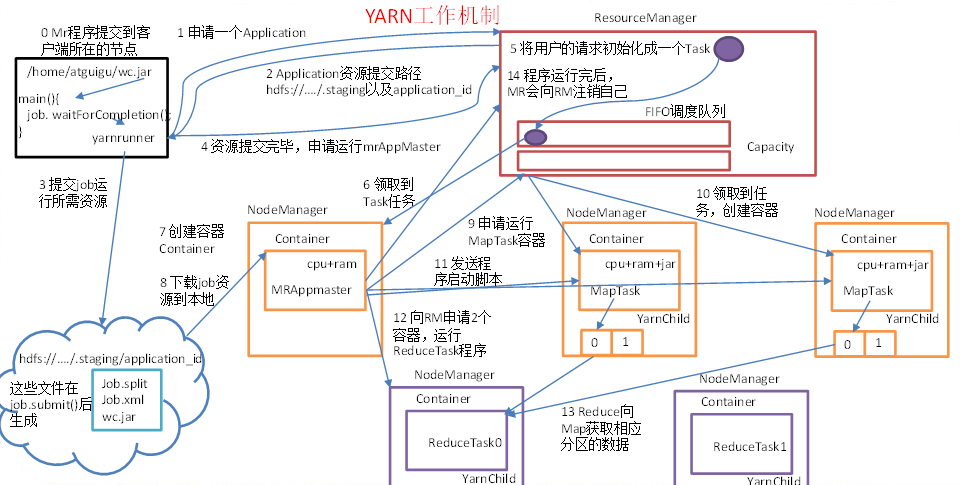 YARN工作机制
ResourceManager
0 Mr程序提交到客
户端所在的节点
1 申请一个Application
/home/atguigu/wc.jar
main(){
job. waitForCompletion();
}
yarnrunner
2 Application资源提交路径
hdfs://…./.staging以及application_id
4 资源提交完毕，申请运行mrAppMaster
5 将用户的请求初始化成一个Task
14 程序运行完后，
MR会向RM注销自己
FIFO调度队列
Capacity
3 提交job运
行所需资源
6 领取到
Task任务
10 领取到任
务，创建容器
7 创建容器
Container
8 下载job资
源到本地
NodeManager
Container
cpu+ram
MRAppmaster
9 申请运行
MapTask容器
11 发送程
序启动脚本
12 向RM申请2个
容器，运行
ReduceTask程序
NodeManager
Container
cpu+ram+jar
MapTask
YarnChild
0 1
NodeManager
Container
cpu+ram+jar
MapTask
YarnChild
0 1
hdfs://…./.staging/application_id
这些文件在
job.submit()后
生成
Job.split
Job.xml
wc.jar
NodeManager
Container
ReduceTask0
YarnChild
13 Reduce向
Map获取相应
分区的数据
NodeManager
Container
ReduceTask1
YarnChild